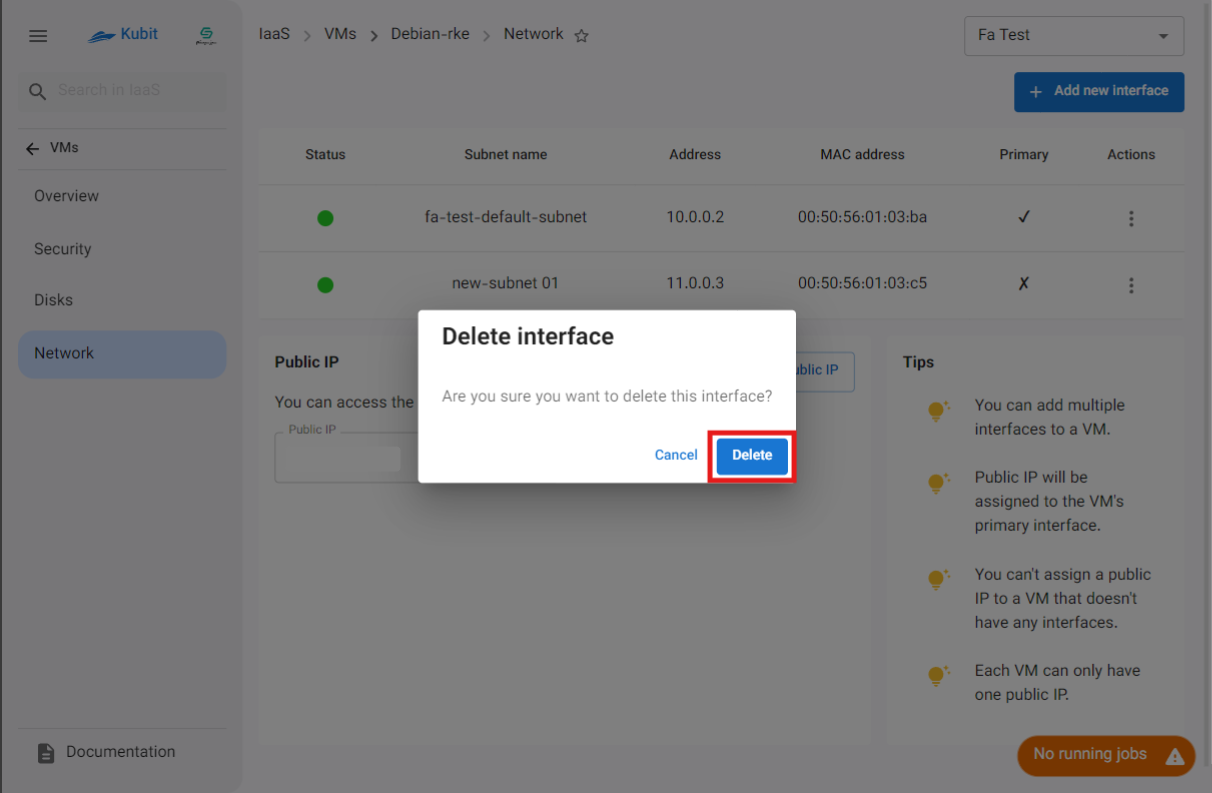 Kubit
IaaS > VMs > Debian-rke > Network
Fa Test
Search in IaaS
+ Add new interface
VMs
Overview
Security
Disks
Network
Status Subnet name Address MAC address Primary Actions
fa-test-default-subnet 10.0.0.2 00:50:56:01:03:ba ✓
new-subnet 01 11.0.0.3 00:50:56:01:03:c5 ✗
Delete interface
Are you sure you want to delete this interface?
Cancel Delete
Public IP
ublic IP
You can access the
Public IP
Tips
You can add multiple
interfaces to a VM.
Public IP will be
assigned to the VM's
primary interface.
You can't assign a public
IP to a VM that doesn't
have any interfaces.
Each VM can only have
one public IP.
Documentation
No running jobs